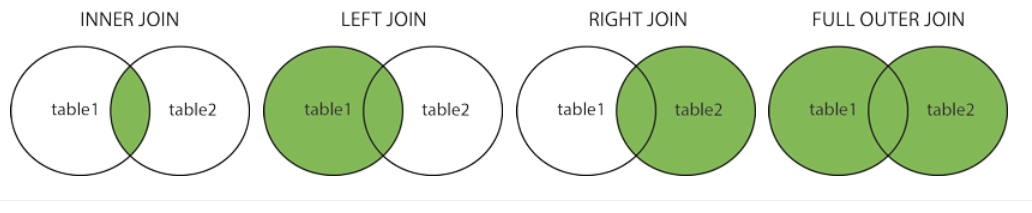 INNER JOIN
LEFT JOIN
RIGHT JOIN
FULL OUTER JOIN
table1
table2
table1
table2
table1
table2
table1
table2